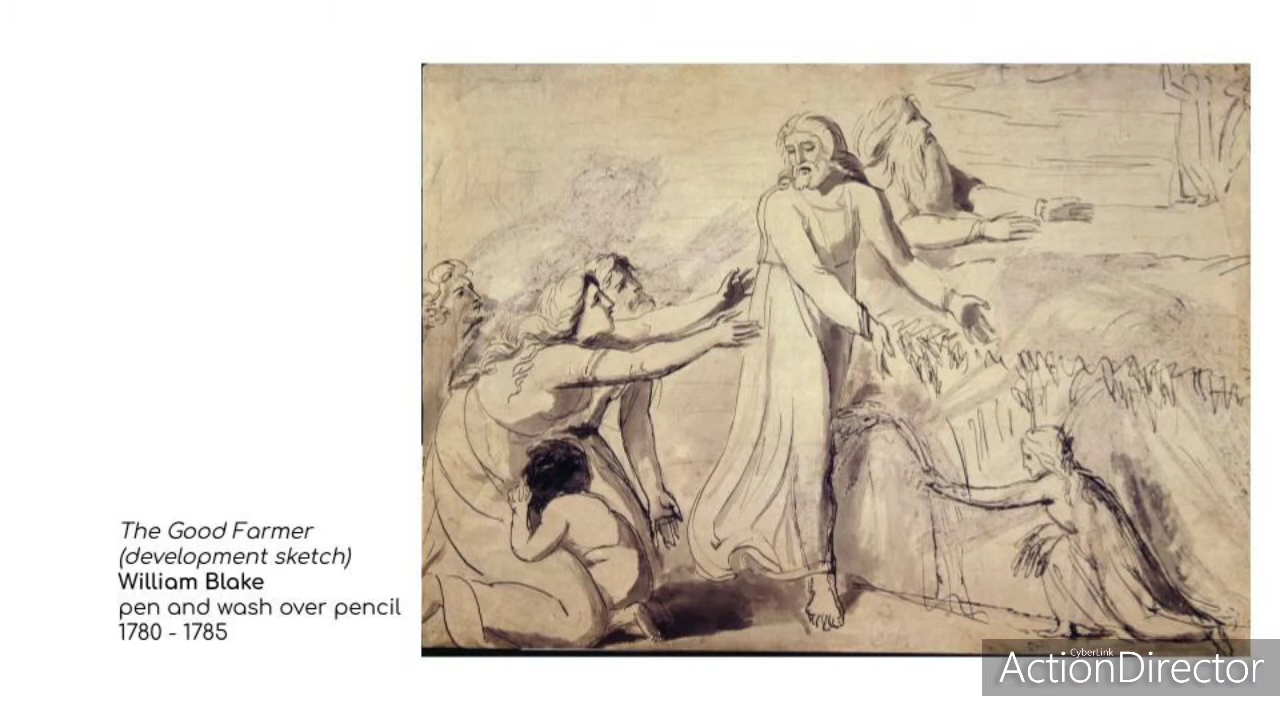 The Good Farmer
(development sketch)
William Blake
pen and wash over pencil
1780 - 1785
CyberLink
ActionDirector